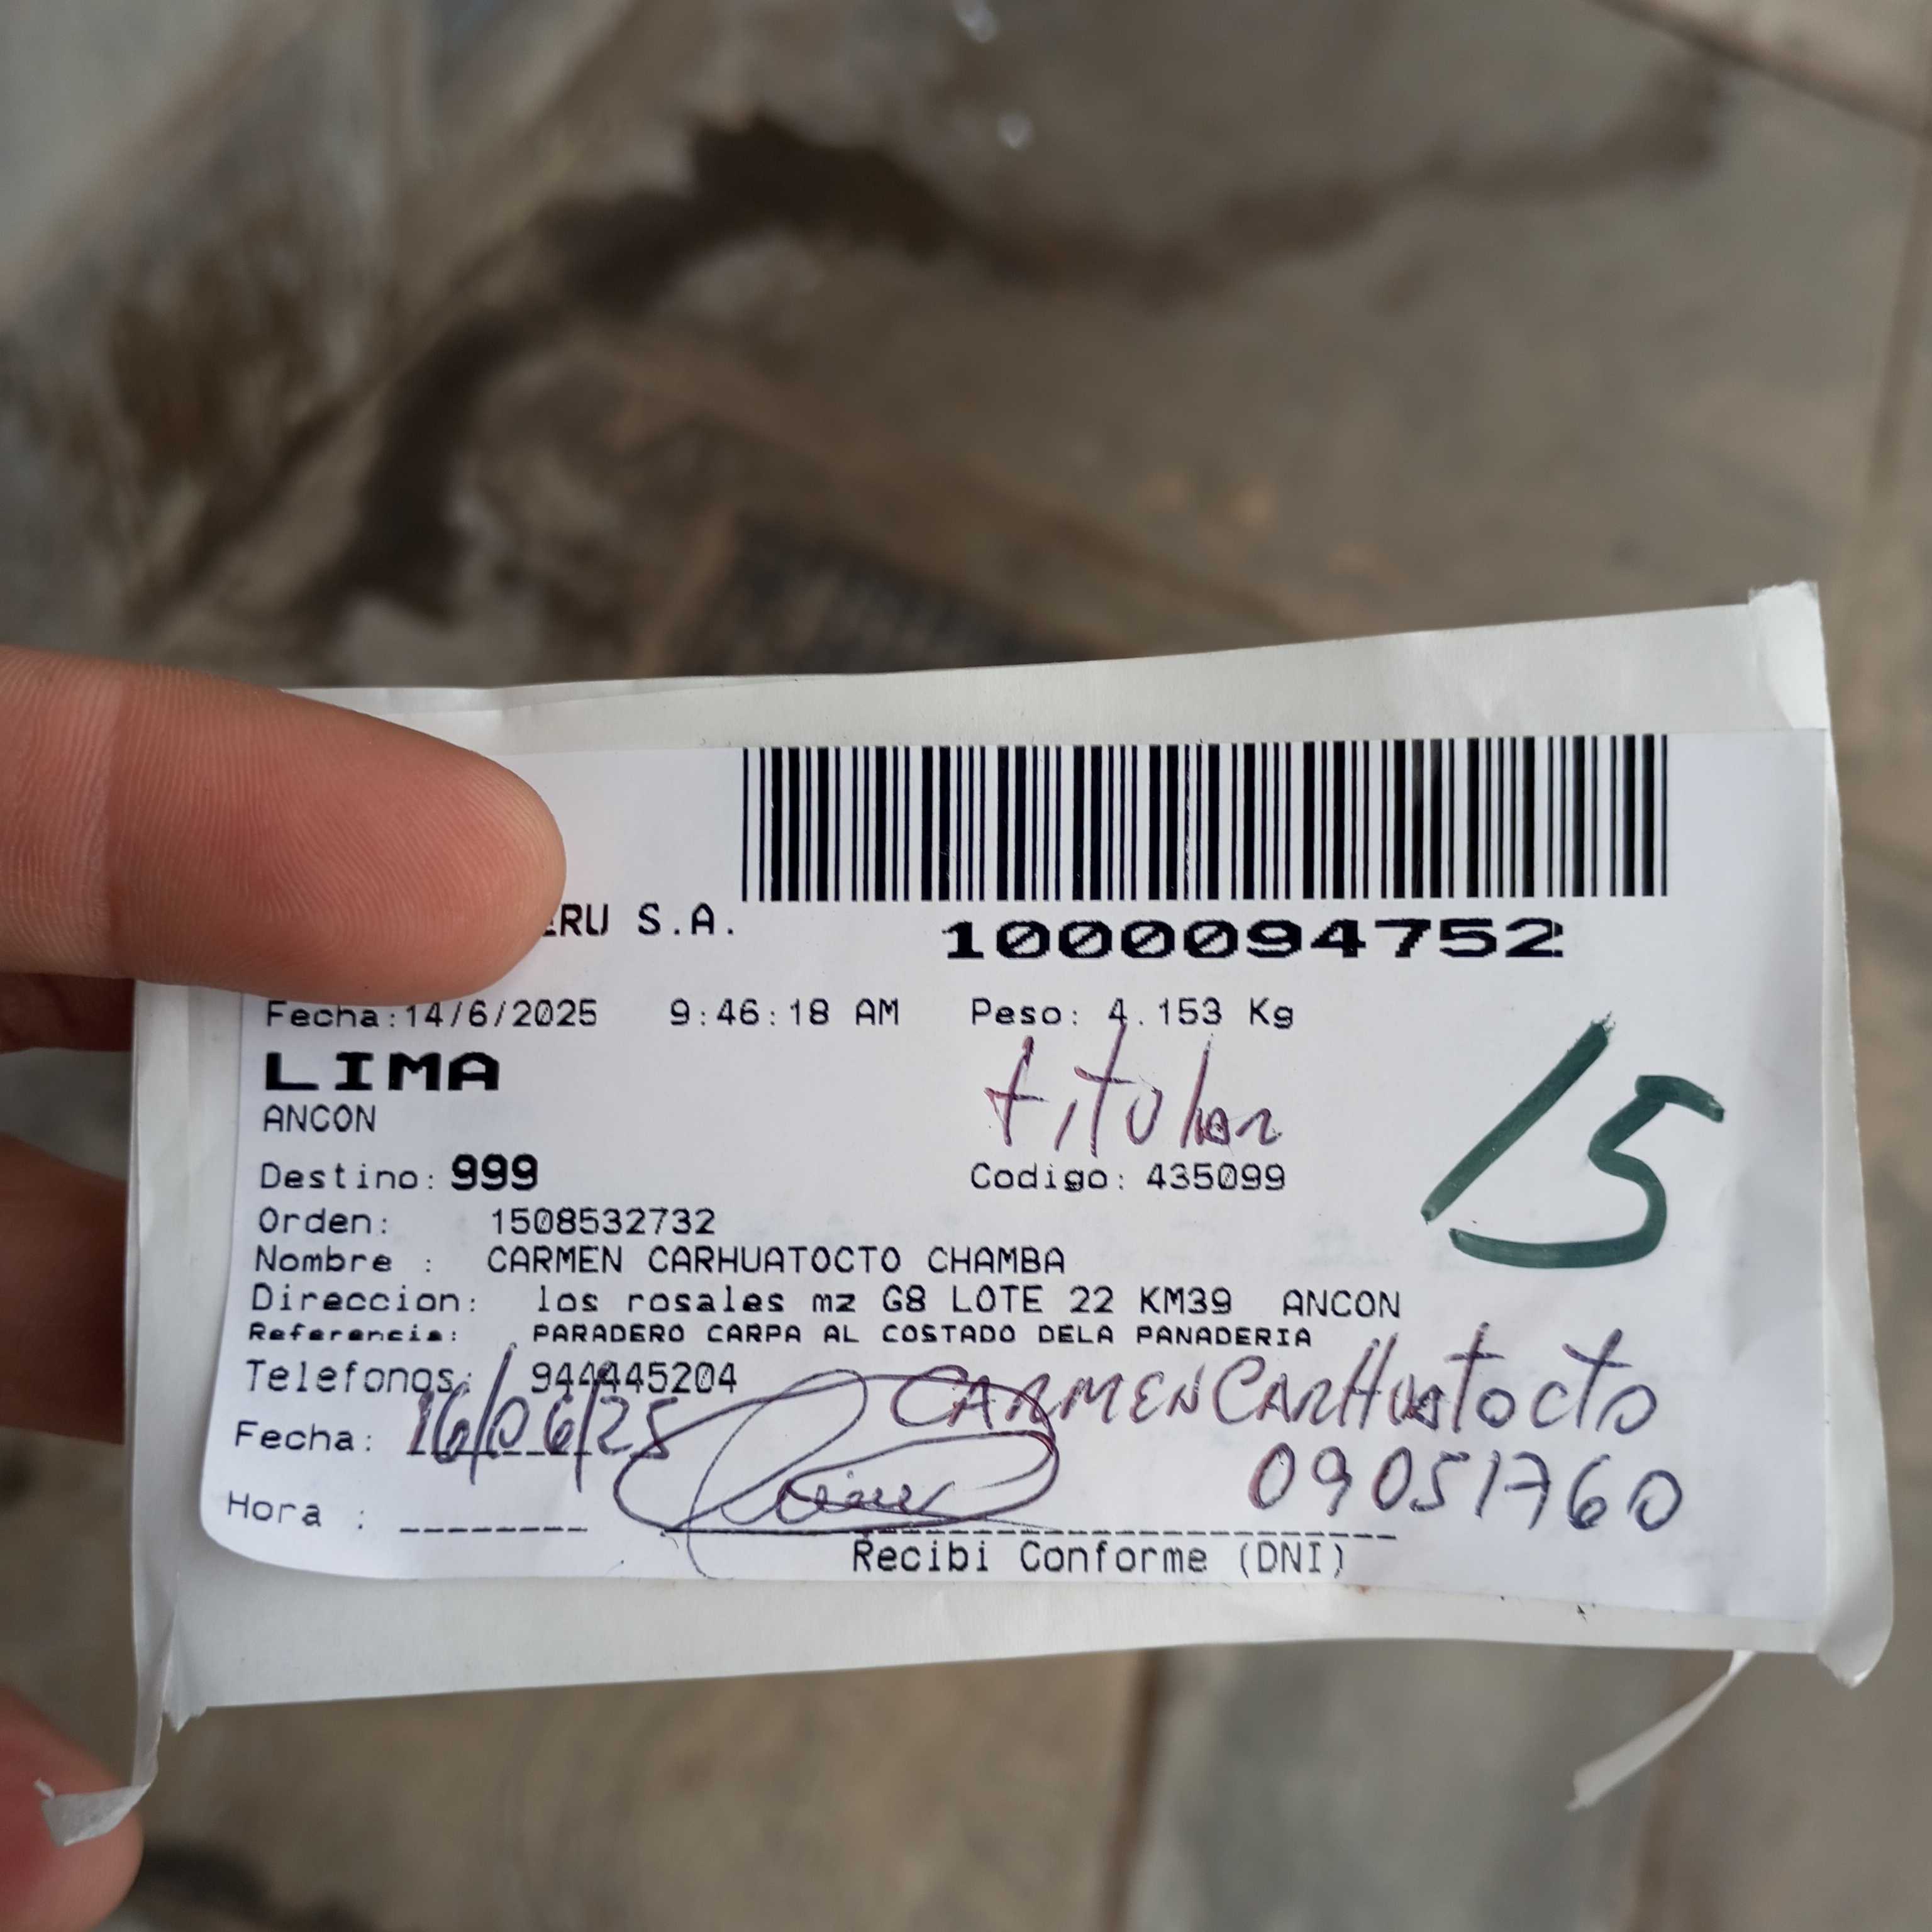 ERU S.A.
1000094752
Fecha:14/6/2025 9:46:18 AM Peso: 4.153 Kg
LIMA
ANCON
titular
15
Destino: 999 Codigo: 435099
Orden: 1508532732
Nombre : CARMEN CARHUATOCTO CHAMBA
Direccion: los rosales mz G8 LOTE 22 KM39 ANCON
Referencia: PARADERO CARPA AL COSTADO DELA PANADERIA
Telefonos: 944445204
CARMEN CARHuatocto
Fecha: 16/06/25
09051760
Hora : --------
Recibi Conforme (DNI)